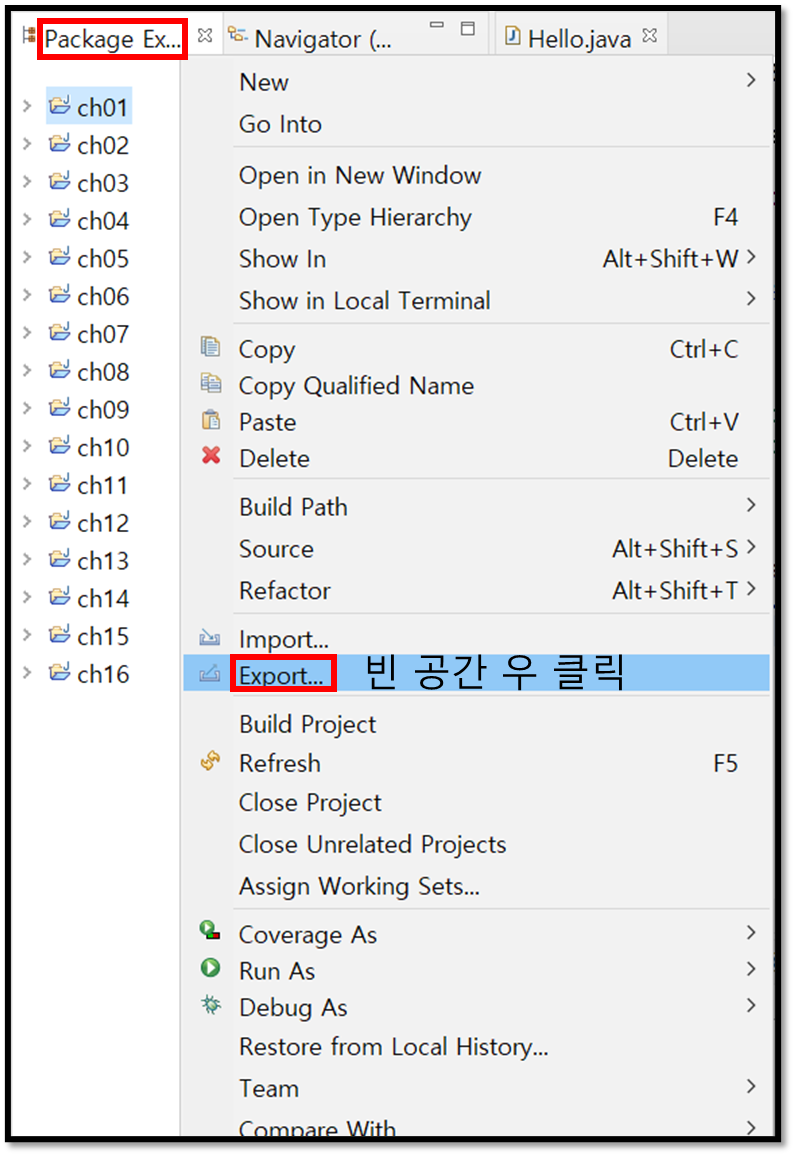 Package Ex...
Navigator (...
Hello.java
ch01
ch02
ch03
ch04
ch05
ch06
ch07
ch08
ch09
ch10
ch11
ch12
ch13
ch14
ch15
ch16
New
Go Into
Open in New Window
Open Type Hierarchy F4
Show In Alt+Shift+W
Show in Local Terminal
Copy Ctrl+C
Copy Qualified Name
Paste Ctrl+V
Delete Delete
Build Path
Source Alt+Shift+S
Refactor Alt+Shift+T
Import...
Export... 빈 공간 우 클릭
Build Project
Refresh F5
Close Project
Close Unrelated Projects
Assign Working Sets...
Coverage As
Run As
Debug As
Restore from Local History...
Team
Compare With